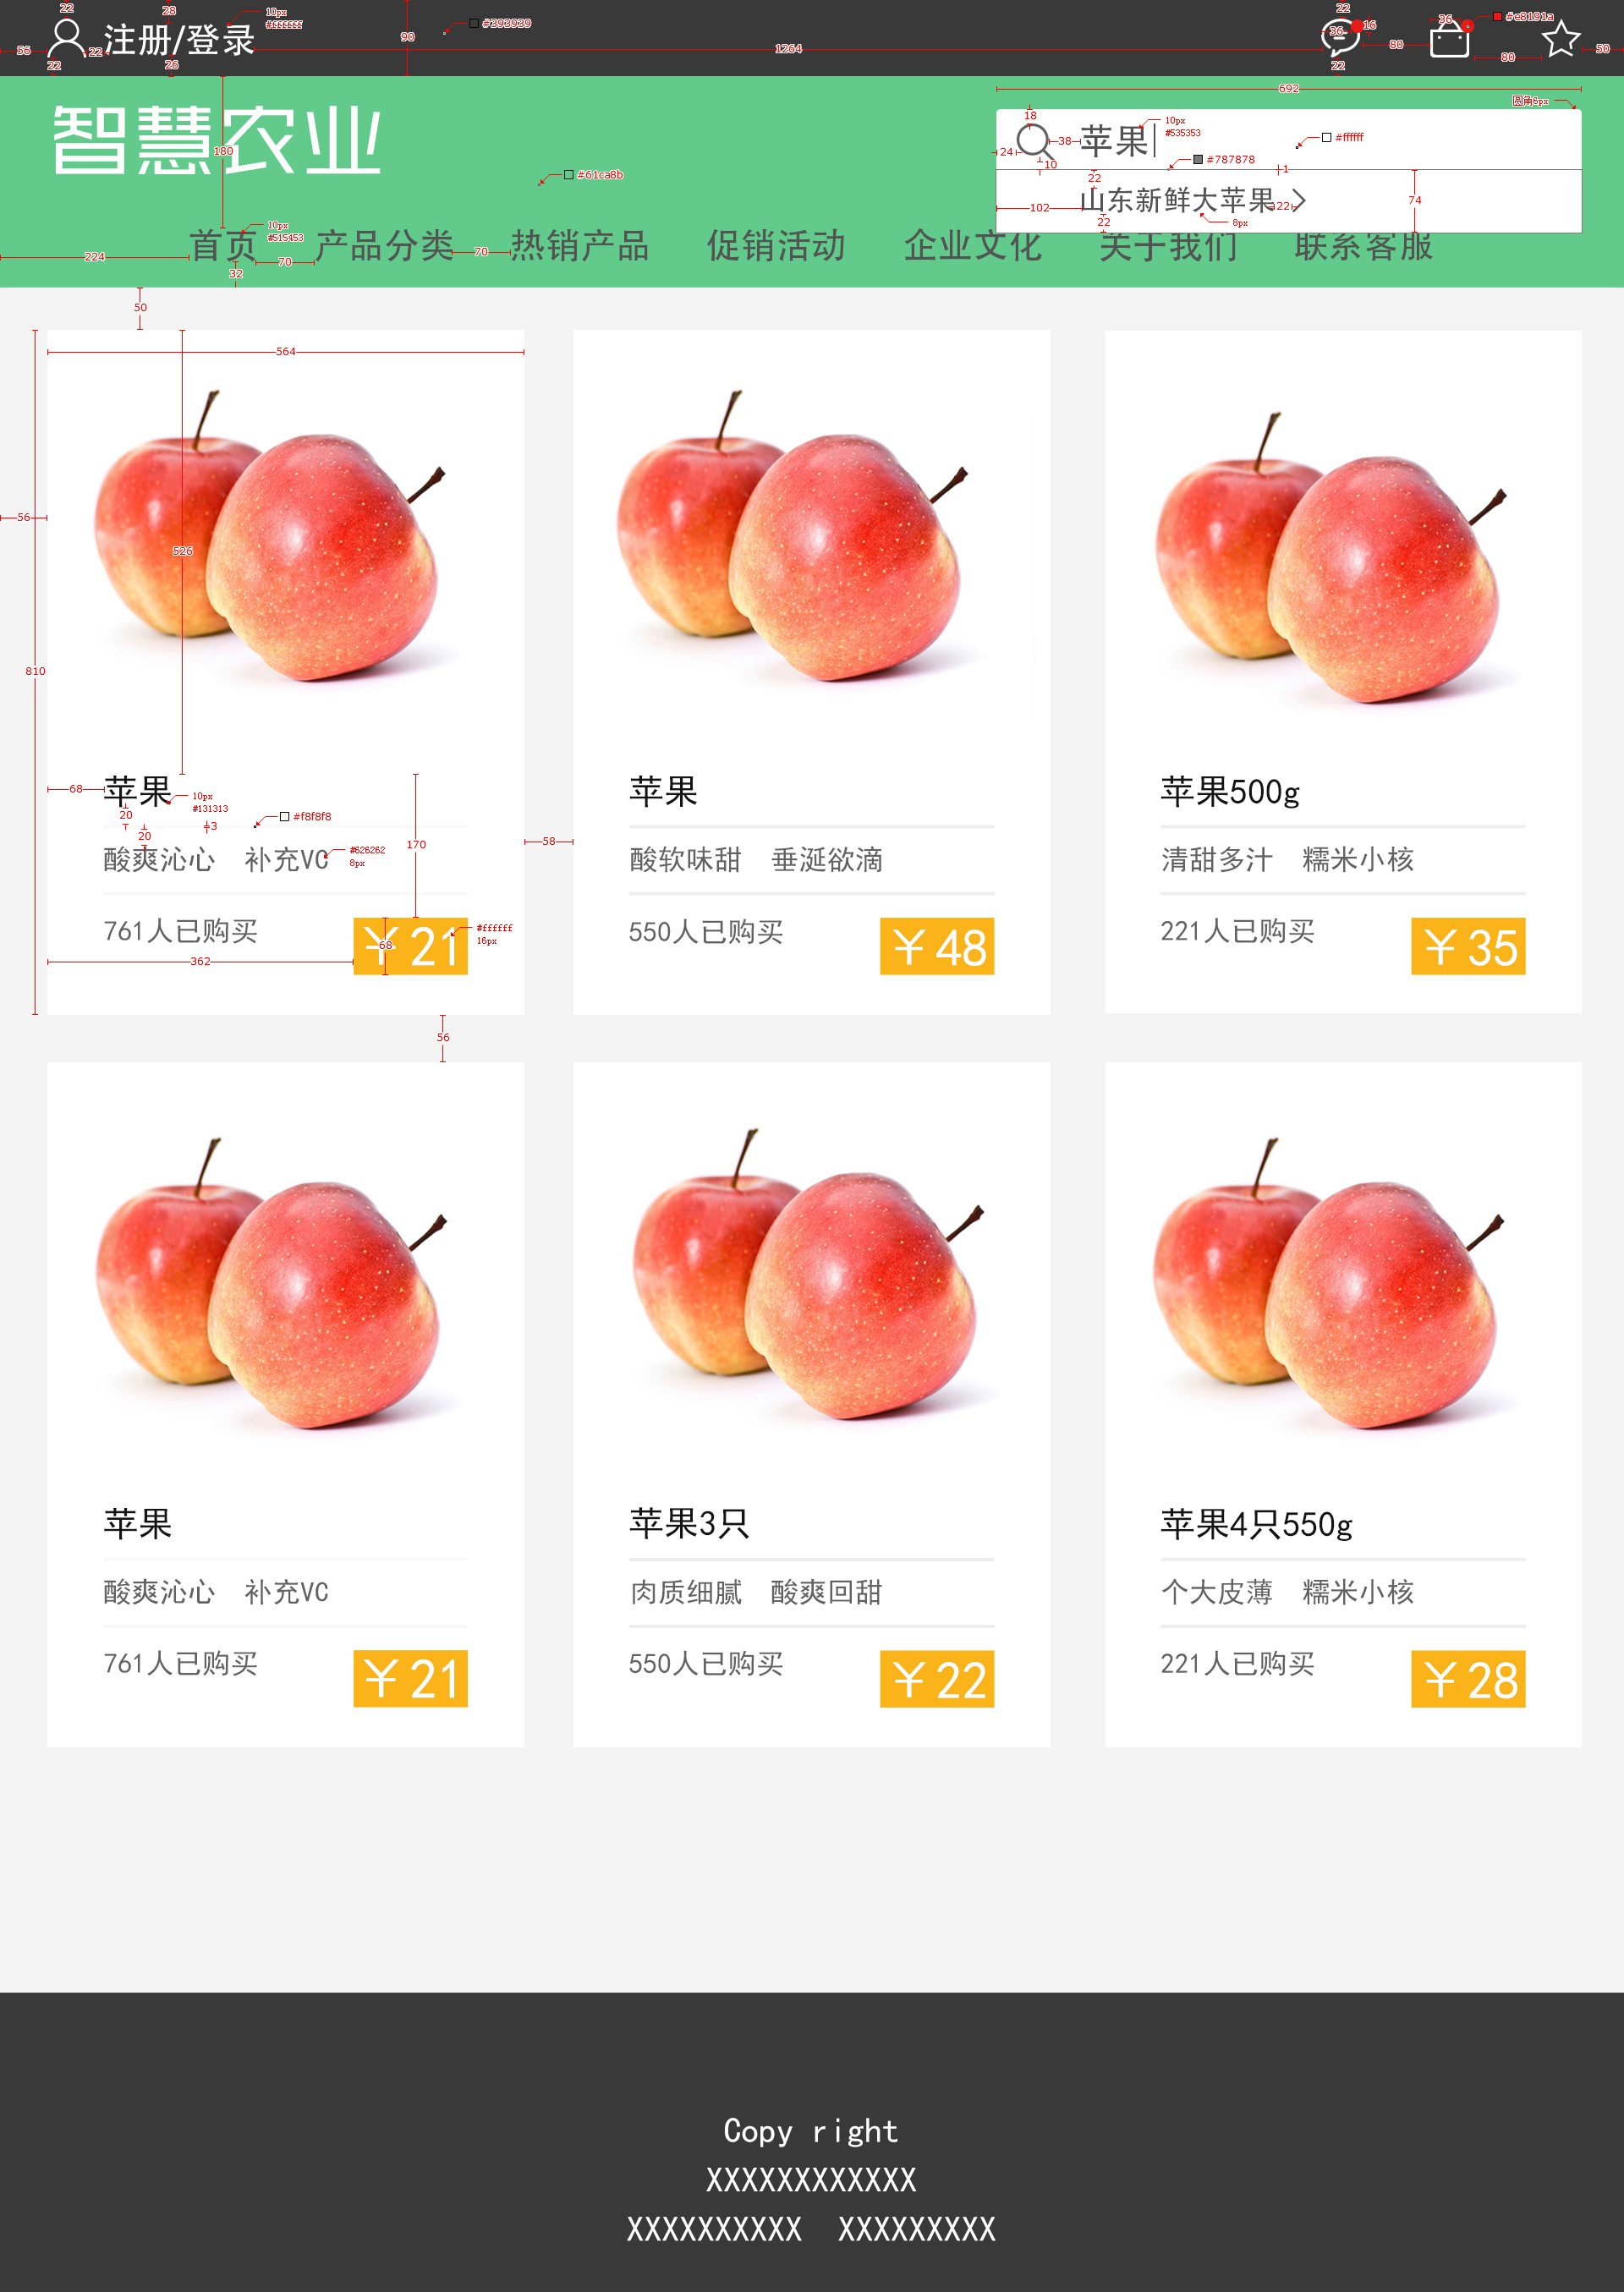 22
28
10px
#ffffff
#393939
90
56
22
注册/登录
1264
22
26
22
36
16
80
36
#e8191a
80
50
22
692
圆角8px
智慧农业
180
18
24
38
苹果
10px
#535353
#ffffff
10
#787878
1
#61ca8b
22
102
山东新鲜大苹果
22
74
22
8px
10px
#515453
224
首页
70
产品分类
70
热销产品
促销活动
企业文化
关于我们
联系客服
32
50
564
56
526
810
68
苹果
10px
#131313
20
3
#f8f8f8
20
酸爽沁心 补充VC
#626262
8px
170
58
761人已购买
¥21
68
#ffffff
16px
362
56
苹果
酸软味甜 垂涎欲滴
550人已购买
¥48
苹果500g
清甜多汁 糯米小核
221人已购买
¥35
苹果
酸爽沁心 补充VC
761人已购买
¥21
苹果3只
肉质细腻 酸爽回甜
550人已购买
¥22
苹果4只550g
个大皮薄 糯米小核
221人已购买
¥28
Copy right
XXXXXXXXXXXX
XXXXXXXXXX XXXXXXXXX